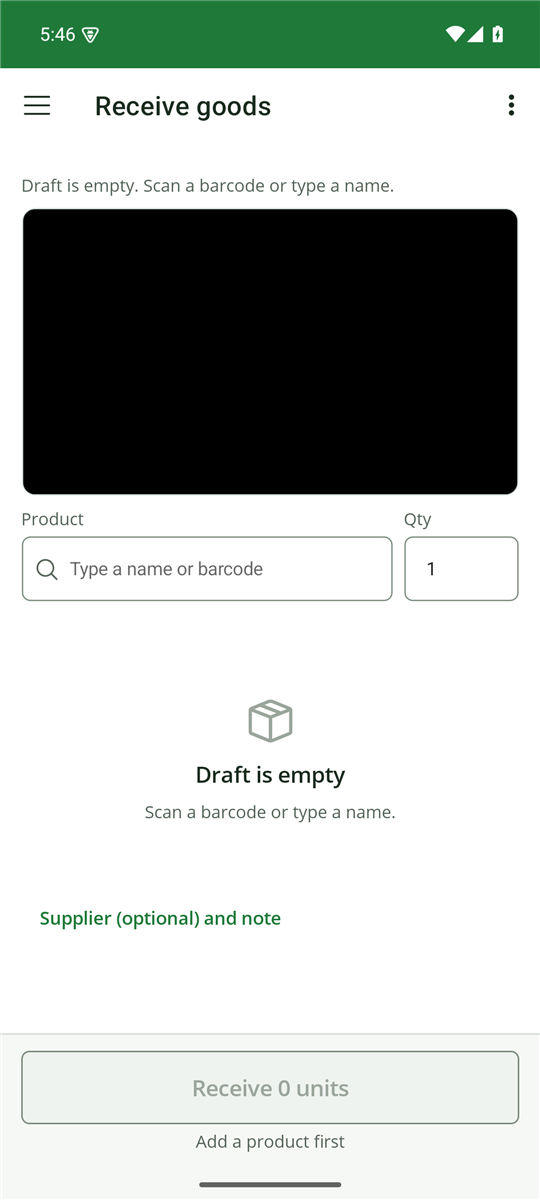 5:46
Receive goods
Draft is empty. Scan a barcode or type a name.
Product
Qty
Type a name or barcode
1
Draft is empty
Scan a barcode or type a name.
Supplier (optional) and note
Receive 0 units
Add a product first